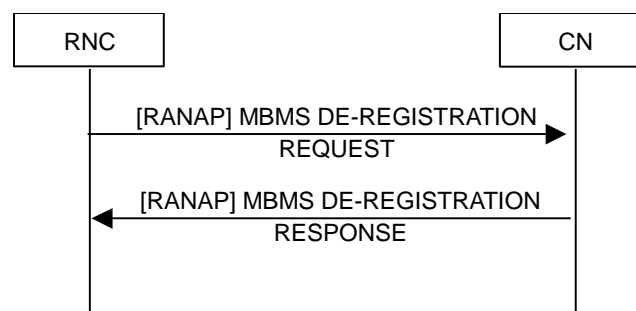 RNC
CN
[RANAP] MBMS DE-REGISTRATION
REQUEST
[RANAP] MBMS DE-REGISTRATION
RESPONSE